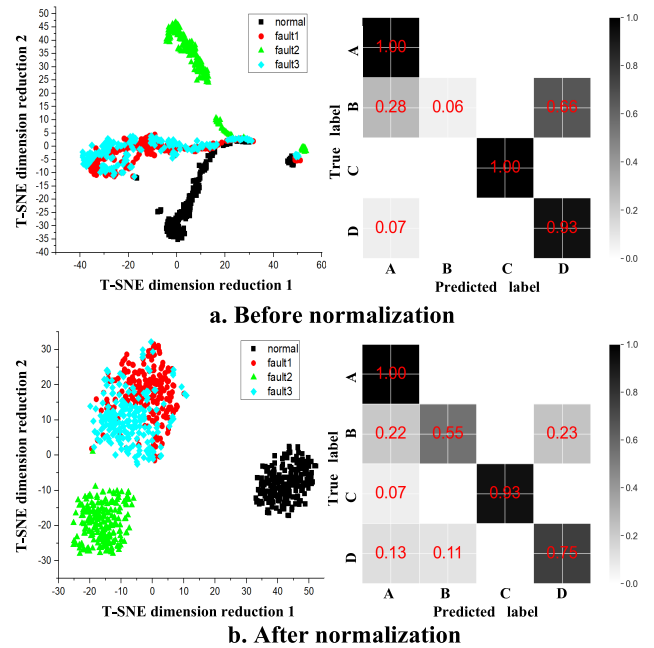 T-SNE dimension reduction 2
50
45
40
35
30
25
20
15
10
5
0
-5
-10
-15
-20
-25
-30
-35
-40
-40
-20
0
20
40
60
T-SNE dimension reduction 1
normal
fault1
fault2
fault3
True label
A
B
C
D
1.00
0.28
0.06
0.66
1.00
0.07
0.93
A
B
C
D
Predicted label
1.0
0.8
0.6
0.4
0.2
0.0
a. Before normalization
T-SNE dimension reduction 2
30
20
10
0
-10
-20
-30
-30
-20
-10
0
10
20
30
40
50
T-SNE dimension reduction 1
normal
fault1
fault2
fault3
True label
A
B
C
D
1.00
0.22
0.55
0.23
0.07
0.93
0.13
0.11
0.75
A
B
C
D
Predicted label
1.0
0.8
0.6
0.4
0.2
0.0
b. After normalization